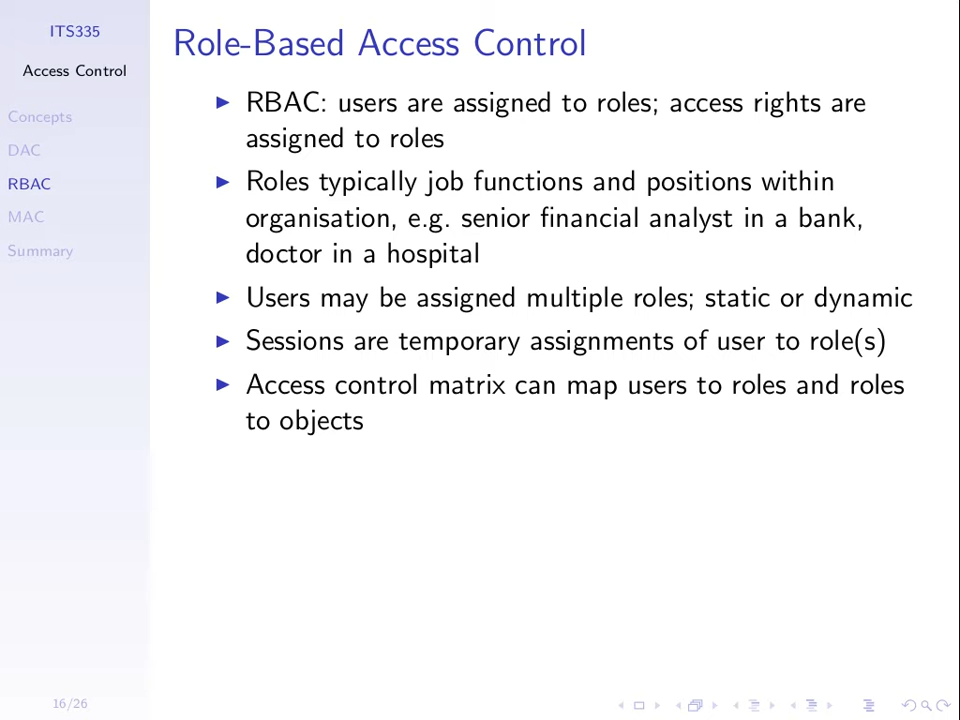 ITS335
Access Control
Concepts
DAC
RBAC
MAC
Summary
Role-Based Access Control
RBAC: users are assigned to roles; access rights are
assigned to roles
Roles typically job functions and positions within
organisation, e.g. senior financial analyst in a bank,
doctor in a hospital
Users may be assigned multiple roles; static or dynamic
Sessions are temporary assignments of user to role(s)
Access control matrix can map users to roles and roles
to objects
16/26